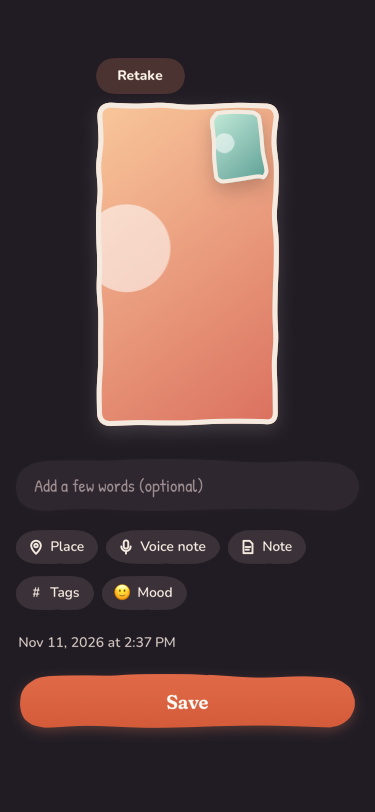 Retake
Add a few words (optional)
Place
Voice note
Note
# Tags
Mood
Nov 11, 2026 at 2:37 PM
Save